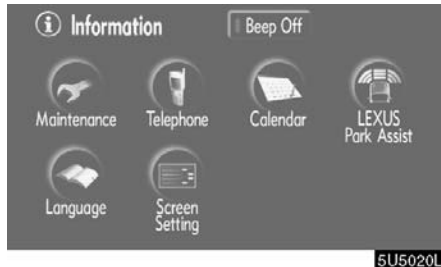 i Information
Beep Off
Maintenance
Telephone
Calendar
LEXUS
Park Assist
Language
Screen
Setting
5U5020L